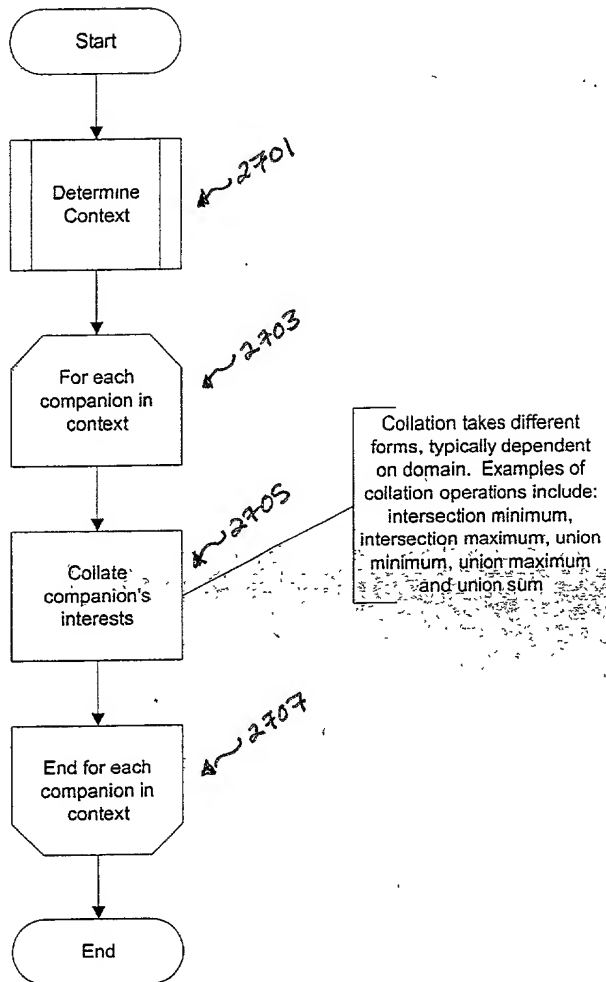 Start
Determine
Context
2701
For each
companion in
context
2703
Collate
companion's
interests
2705
Collation takes different
forms, typically dependent
on domain. Examples of
collation operations include:
intersection minimum,
intersection maximum, union
minimum, union maximum
and union sum
End for each
companion in
context
2707
End